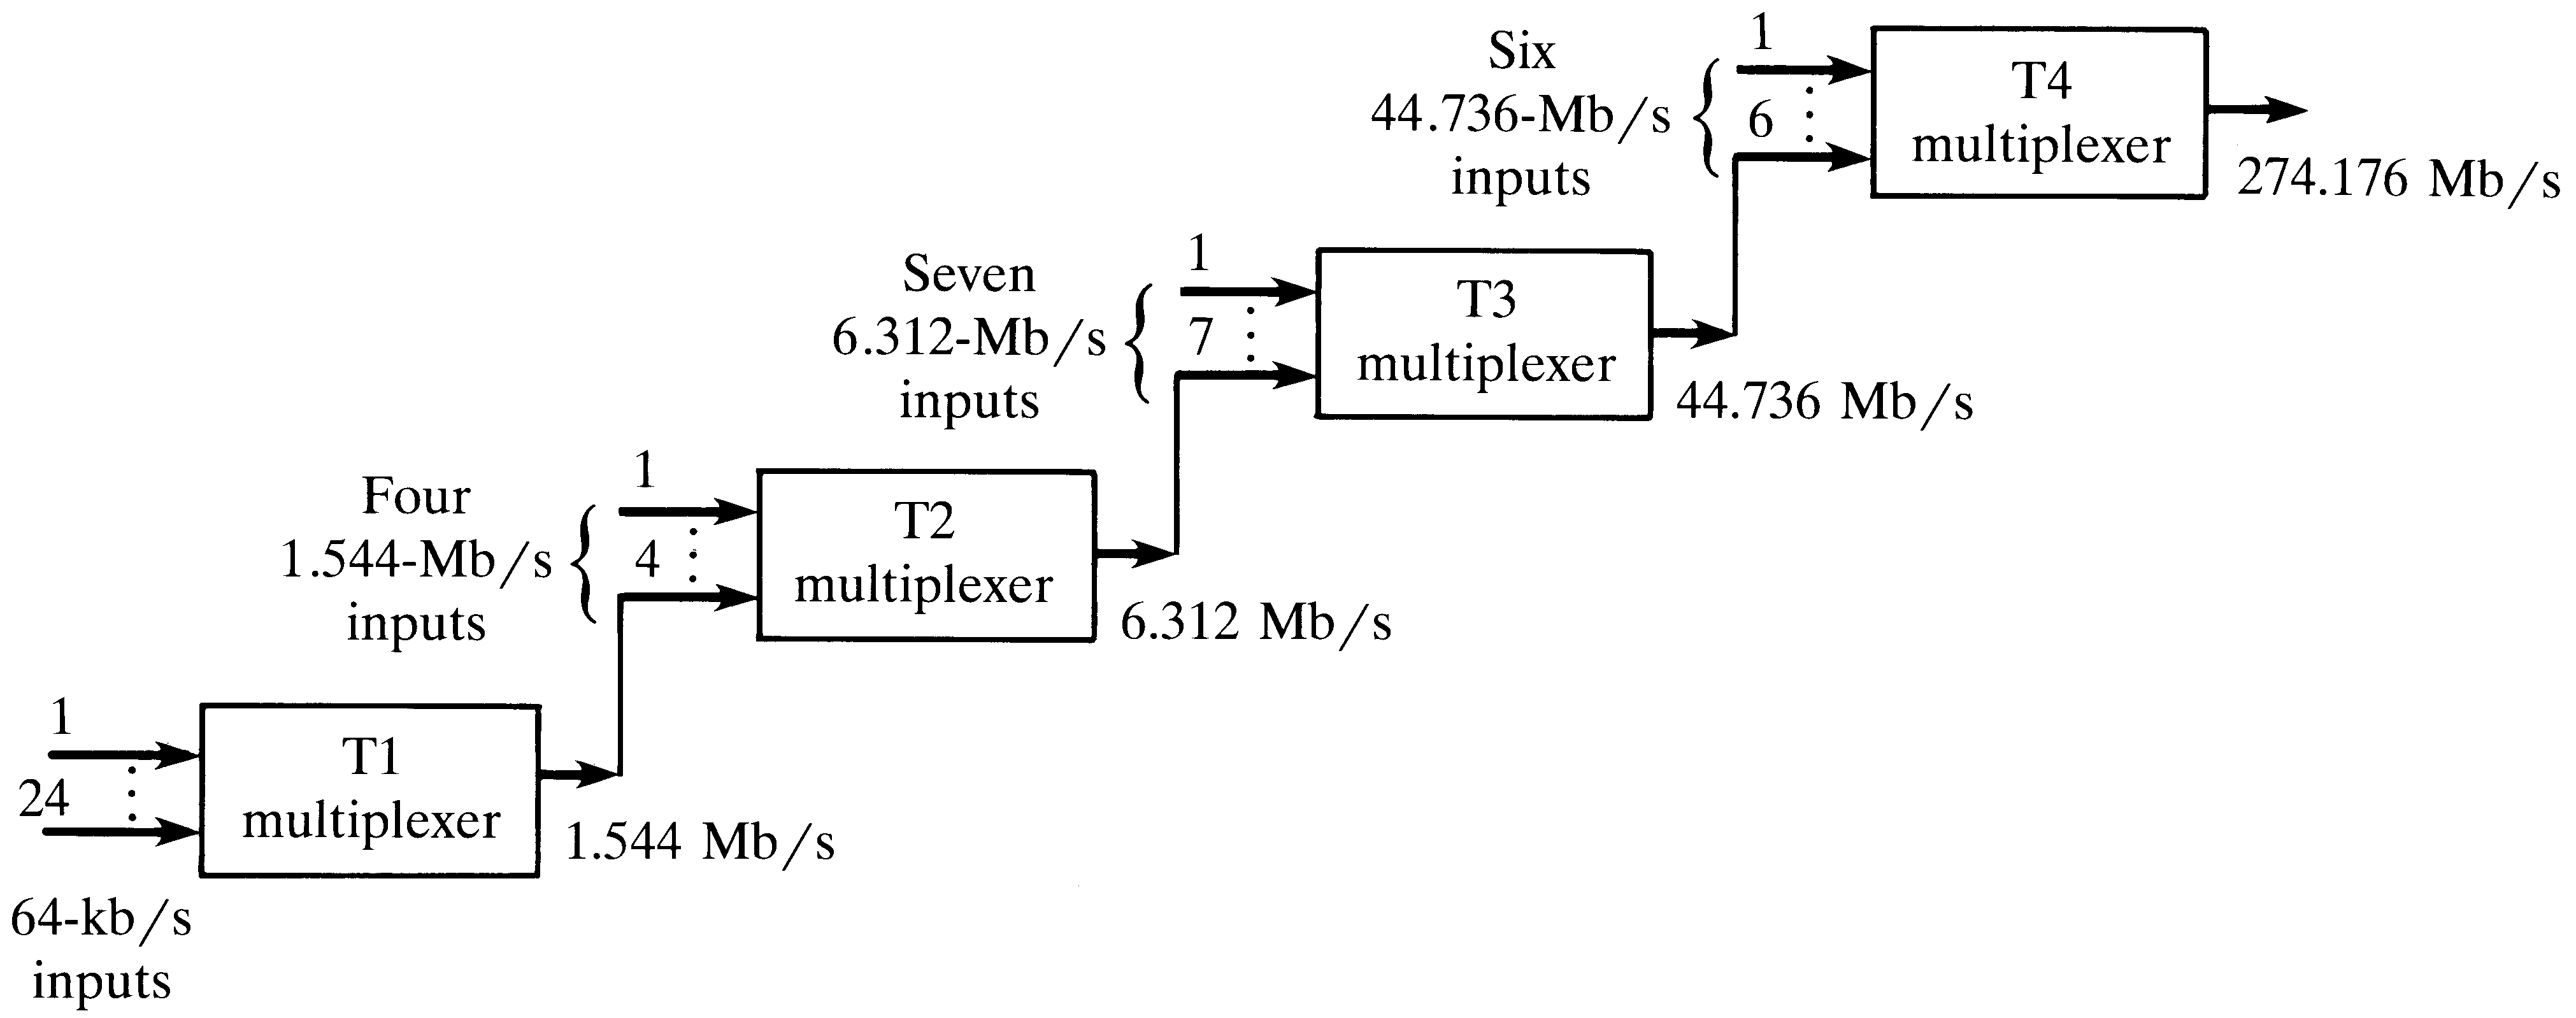 Six
44.736-Mb/s
inputs
1
6
T4
multiplexer
274.176 Mb/s
Seven
6.312-Mb/s
inputs
1
7
T3
multiplexer
44.736 Mb/s
Four
1.544-Mb/s
inputs
1
4
T2
multiplexer
6.312 Mb/s
1
24
64-kb/s
inputs
T1
multiplexer
1.544 Mb/s